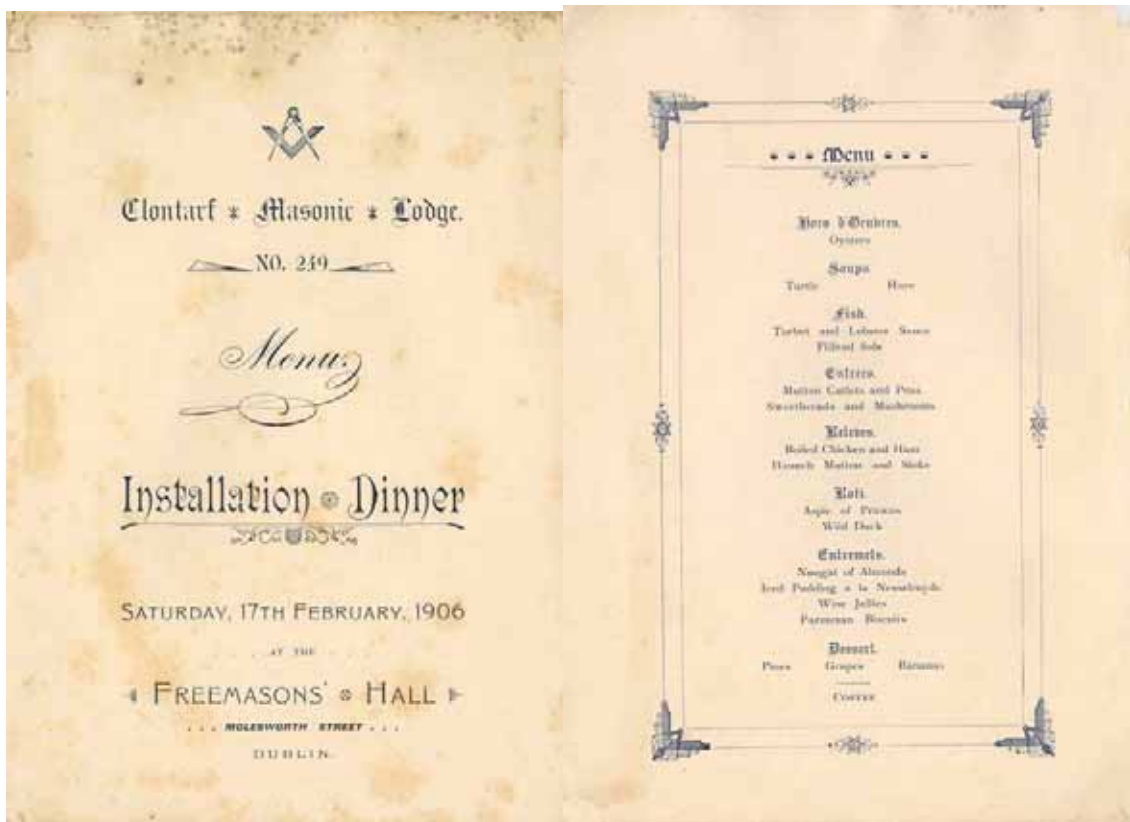 Clontarf * Masonic * Lodge.
NO. 249
Menu.
Installation Dinner
SATURDAY, 17TH FEBRUARY, 1906
AT THE
FREEMASONS' HALL
. . . MOLESWORTH STREET . . .
DUBLIN.
Menu
Hors d'Œuvres.
Oysters
Soups
Turtle Hare
Fish.
Turbot and Lobster Sauce
Filleted Sole
Entrees.
Mutton Cutlets and Peas
Sweetbreads and Mushrooms
Releves.
Boiled Chicken and Ham
Haunch Mutton and
Roti.
Aspic of Prawns
Wild Duck
Entremets.
Nougat of Almonds
Iced Pudding a la Nesselrode
Wine Jellies
Parmesan Biscuits
Dessert.
Pears Grapes Bananas
COFFEE